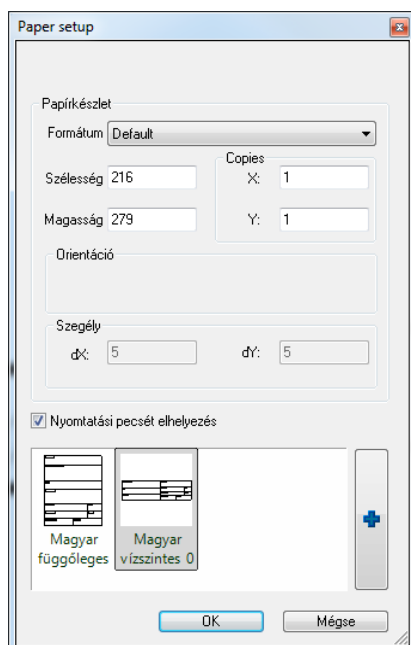 Paper setup
Papírkészlet
Formátum Default
Copies
Szélesség 216 X: 1
Magasság 279 Y: 1
Orientáció
Szegély
dX: 5 dY: 5
Nyomtatási pecsét elhelyezés
Magyar függőleges
Magyar vízszintes 0
OK Mégse